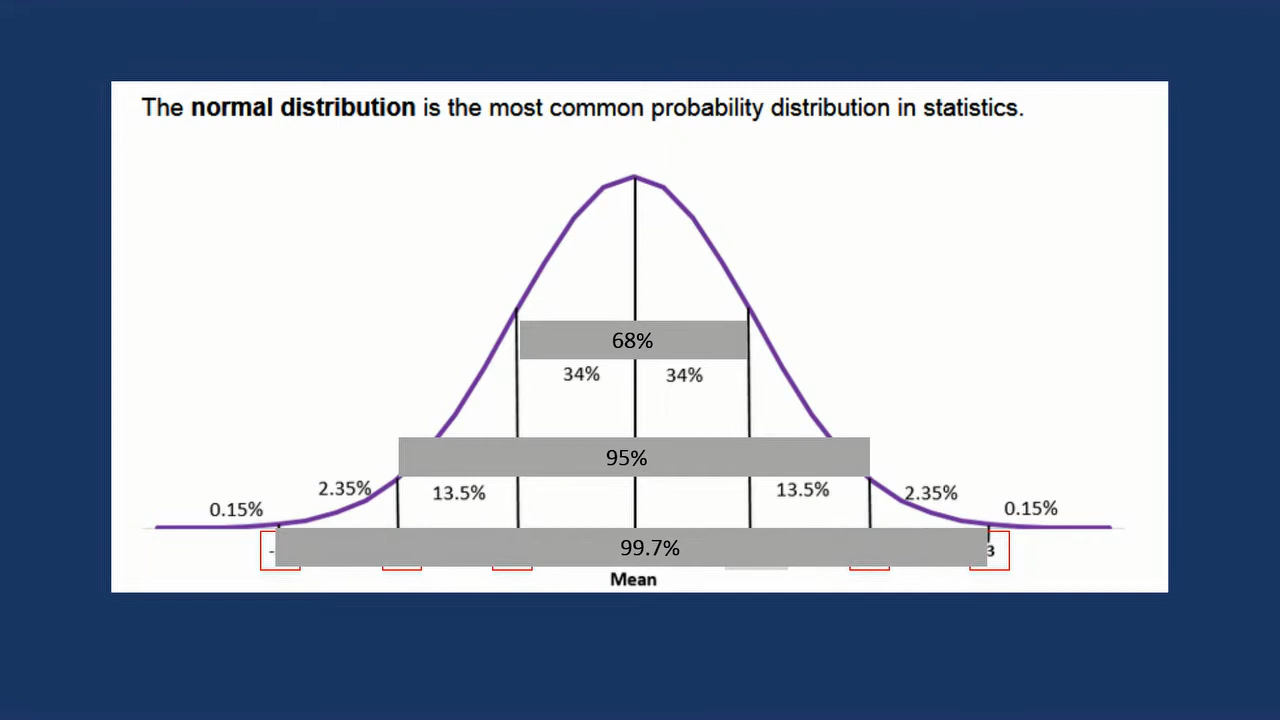 The normal distribution is the most common probability distribution in statistics.
68%
34% 34%
95%
0.15% 2.35% 13.5% 13.5% 2.35% 0.15%
- 99.7% 3
Mean